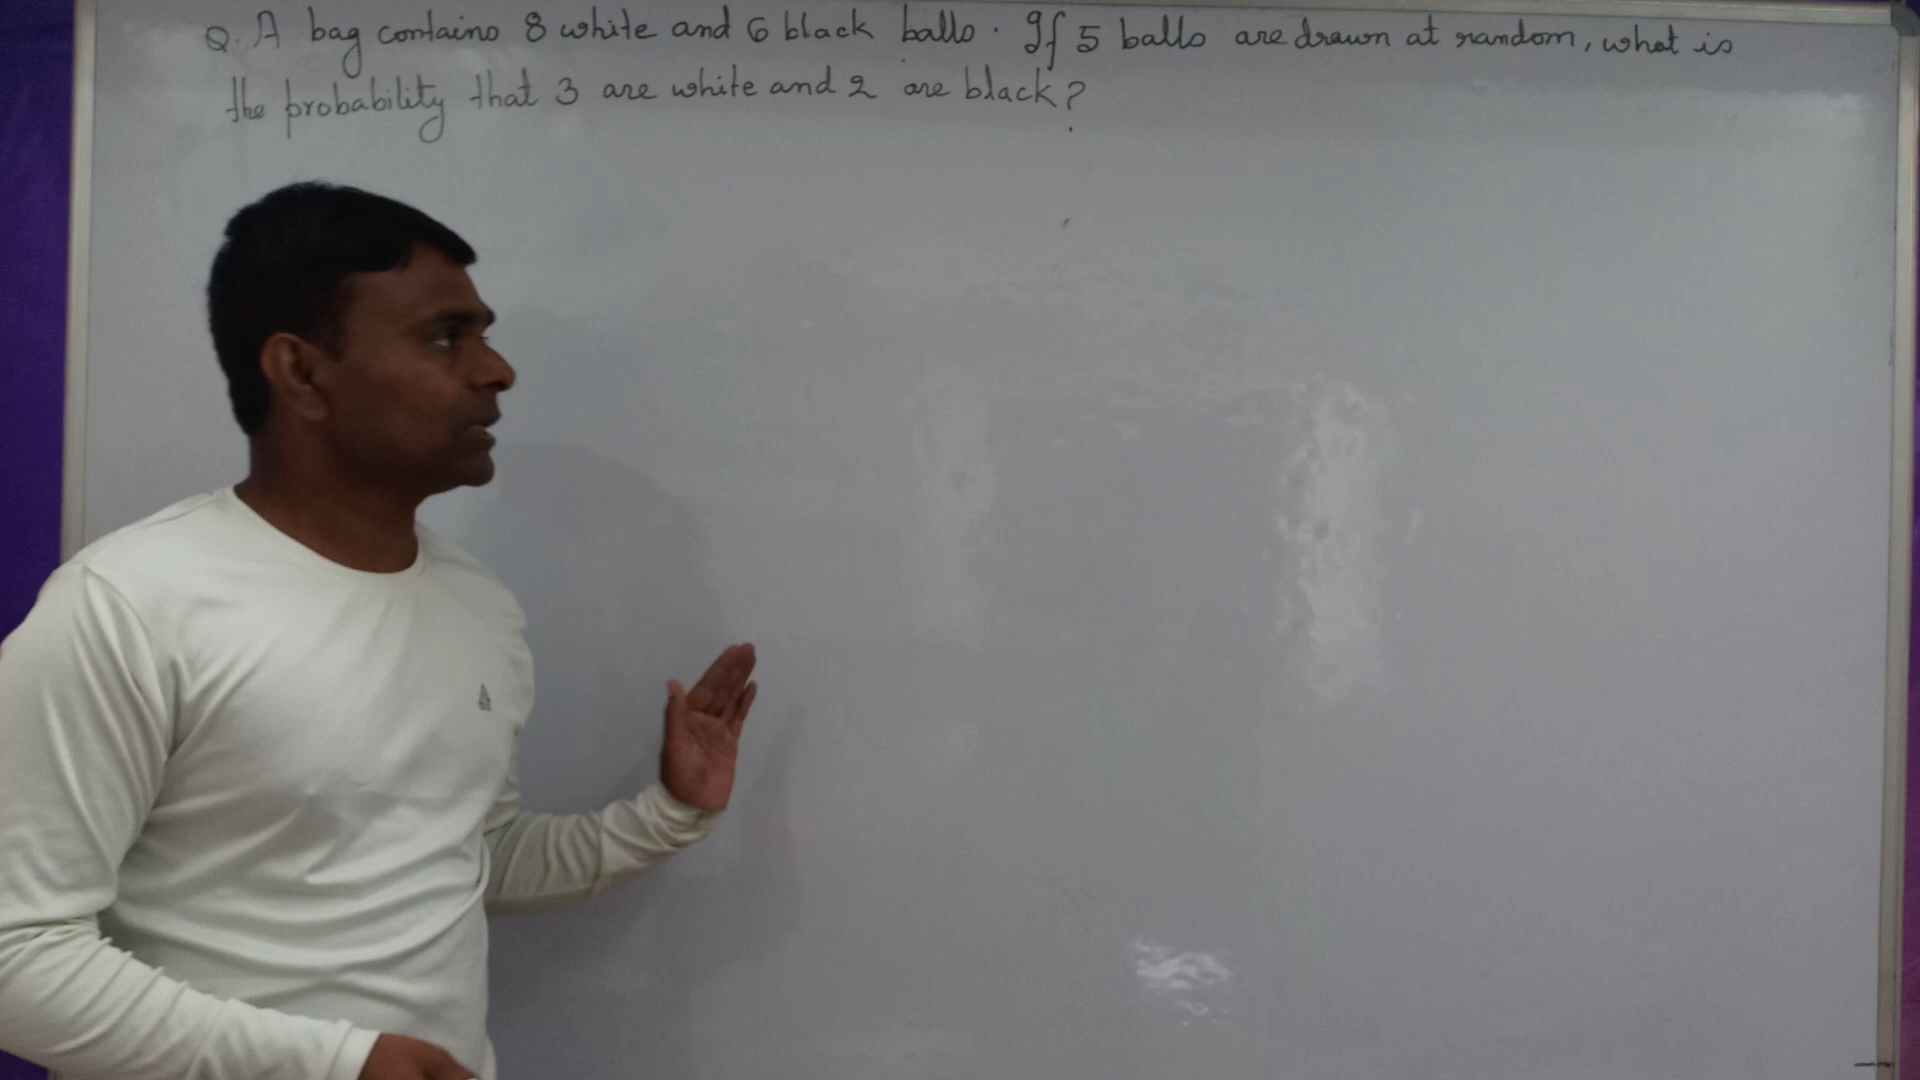 Q. A bag contains 8 white and 6 black balls. If 5 balls are drawn at random, what is
the probability that 3 are white and 2 are black?